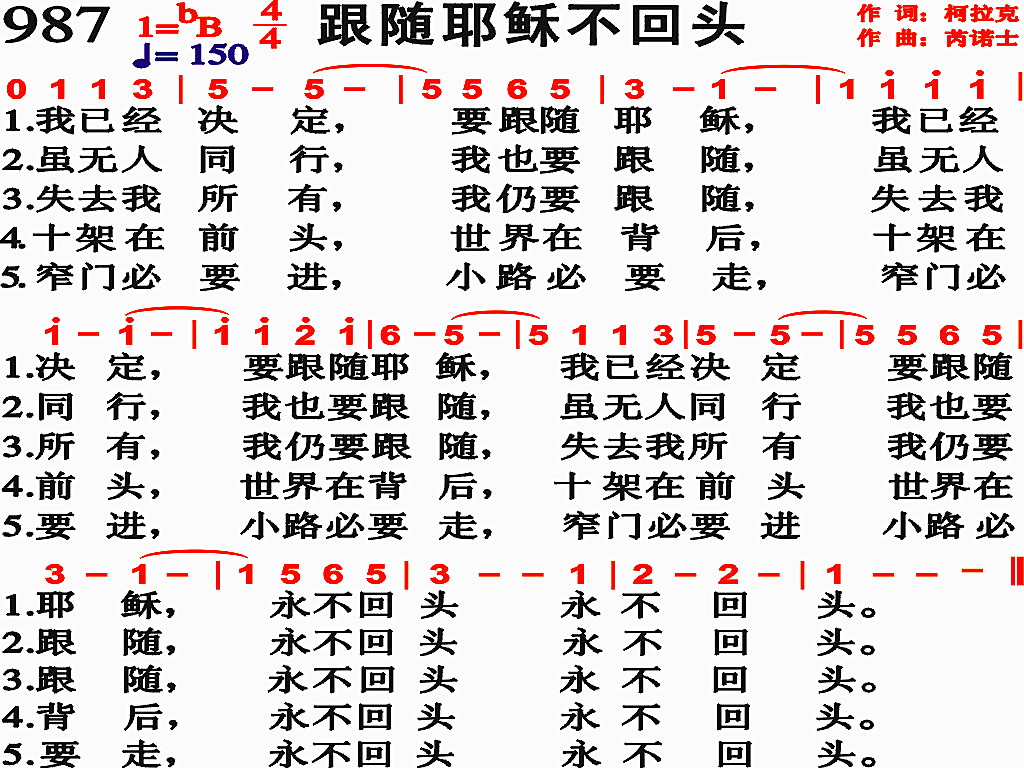 987 1=ᵇB 4/4 跟随耶稣不回头 作 词：柯拉克
♩= 150 作 曲：芮诺士
0 1 1 3 | 5 - 5 - | 5 5 6 5 | 3 - 1 - | 1 i i i |
1.我已经 决 定， 要跟随 耶 稣， 我已经
2.虽无人 同 行， 我也要 跟 随， 虽无人
3.失去我 所 有， 我仍要 跟 随， 失去我
4.十架在 前 头， 世界在 背 后， 十架在
5.窄门必 要 进， 小路必 要 走， 窄门必
i - i - | i i 2̇ i | 6 - 5 - | 5 1 1 3 | 5 - 5 - | 5 5 6 5 |
1.决 定， 要跟随耶 稣， 我已经决 定 要跟随
2.同 行， 我也要跟 随， 虽无人同 行 我也要
3.所 有， 我仍要跟 随， 失去我所 有 我仍要
4.前 头， 世界在背 后， 十架在前 头 世界在
5.要 进， 小路必要 走， 窄门必要 进 小路必
3 - 1 - | 1 5 6 5 | 3 - - 1 | 2 - 2 - | 1 - - - ‖
1.耶 稣， 永不回 头 永 不 回 头。
2.跟 随， 永不回 头 永 不 回 头。
3.跟 随， 永不回 头 永 不 回 头。
4.背 后， 永不回 头 永 不 回 头。
5.要 走， 永不回 头 永 不 回 头。